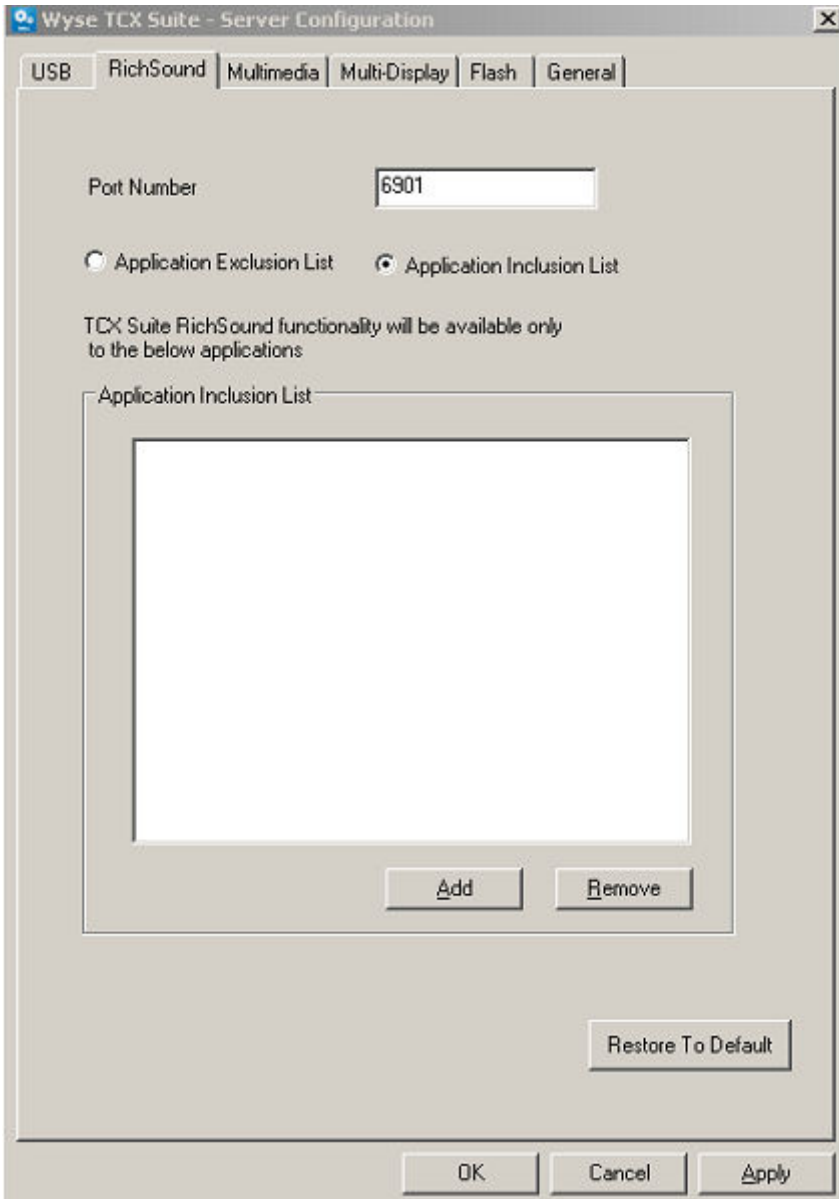 Wyse TCX Suite - Server Configuration
USB RichSound Multimedia Multi-Display Flash General
Port Number 6901
Application Exclusion List Application Inclusion List
TCX Suite RichSound functionality will be available only
to the below applications
Application Inclusion List
Add Remove
Restore To Default
OK Cancel Apply